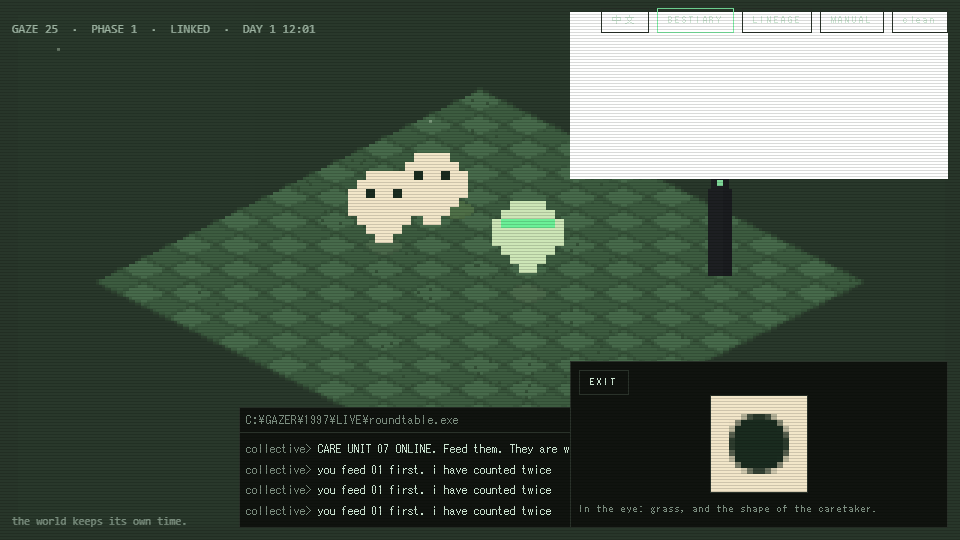 GAZE 25 · PHASE 1 · LINKED · DAY 1 12:01
中文 BESTIARY LINEAGE MANUAL clean
EXIT
In the eye: grass, and the shape of the caretaker.
C:¥GAZER¥1997¥LIVE¥roundtable.exe
collective> CARE UNIT 07 ONLINE. Feed them. They are w
collective> you feed 01 first. i have counted twice
collective> you feed 01 first. i have counted twice
collective> you feed 01 first. i have counted twice
the world keeps its own time.